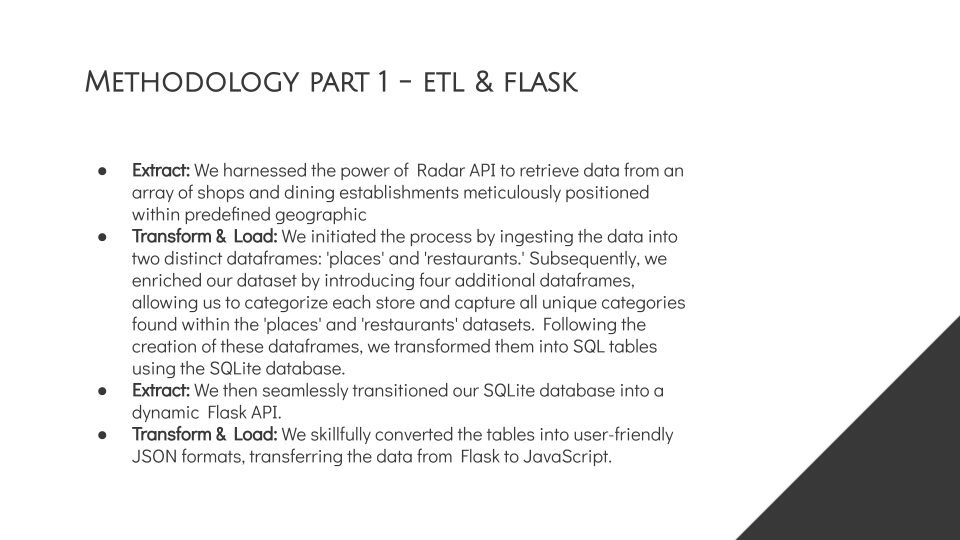 Methodology part 1 - etl & flask
● Extract: We harnessed the power of Radar API to retrieve data from an
array of shops and dining establishments meticulously positioned
within predefined geographic
● Transform & Load: We initiated the process by ingesting the data into
two distinct dataframes: 'places' and 'restaurants.' Subsequently, we
enriched our dataset by introducing four additional dataframes,
allowing us to categorize each store and capture all unique categories
found within the 'places' and 'restaurants' datasets. Following the
creation of these dataframes, we transformed them into SQL tables
using the SQLite database.
● Extract: We then seamlessly transitioned our SQLite database into a
dynamic Flask API.
● Transform & Load: We skillfully converted the tables into user-friendly
JSON formats, transferring the data from Flask to JavaScript.